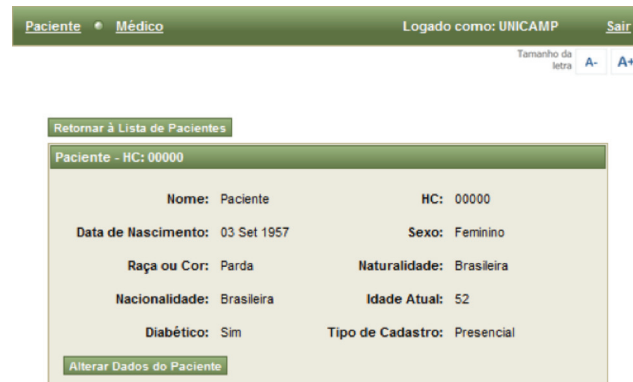 Paciente • Médico Logado como: UNICAMP Sair
Tamanho da
letra A- A+
Retornar à Lista de Pacientes
Paciente - HC: 00000
Nome: Paciente HC: 00000
Data de Nascimento: 03 Set 1957 Sexo: Feminino
Raça ou Cor: Parda Naturalidade: Brasileira
Nacionalidade: Brasileira Idade Atual: 52
Diabético: Sim Tipo de Cadastro: Presencial
Alterar Dados do Paciente